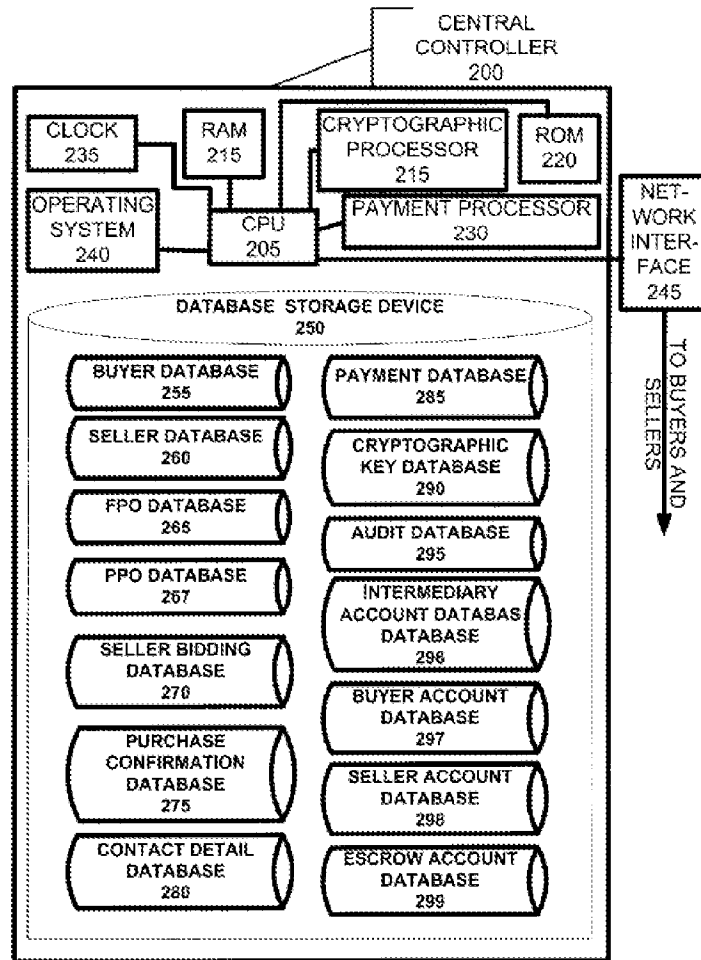 CENTRAL
CONTROLLER
200
CLOCK
235
RAM
215
CRYPTOGRAPHIC
PROCESSOR
215
ROM
220
OPERATING
SYSTEM
240
CPU
205
PAYMENT PROCESSOR
230
NET-
WORK
INTER-
FACE
245
TO BUYERS AND
SELLERS
DATABASE STORAGE DEVICE
250
BUYER DATABASE
255
SELLER DATABASE
260
FPO DATABASE
265
PPO DATABASE
267
SELLER BIDDING
DATABASE
270
PURCHASE
CONFIRMATION
DATABASE
275
CONTACT DETAIL
DATABASE
280
PAYMENT DATABASE
285
CRYPTOGRAPHIC
KEY DATABASE
290
AUDIT DATABASE
295
INTERMEDIARY
ACCOUNT DATABAS
DATABASE
296
BUYER ACCOUNT
DATABASE
297
SELLER ACCOUNT
DATABASE
298
ESCROW ACCOUNT
DATABASE
299